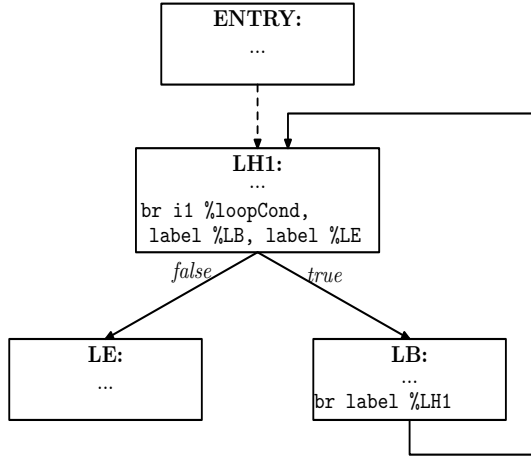 ENTRY:
...
LH1:
...
br i1 %loopCond,
label %LB, label %LE
false
true
LE:
...
LB:
...
br label %LH1